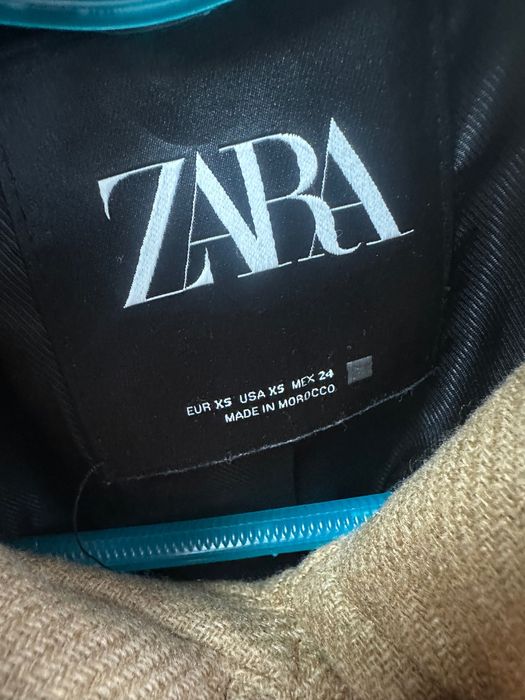 ZARA
EUR XS USA XS MEX 24
MADE IN MOROCCO